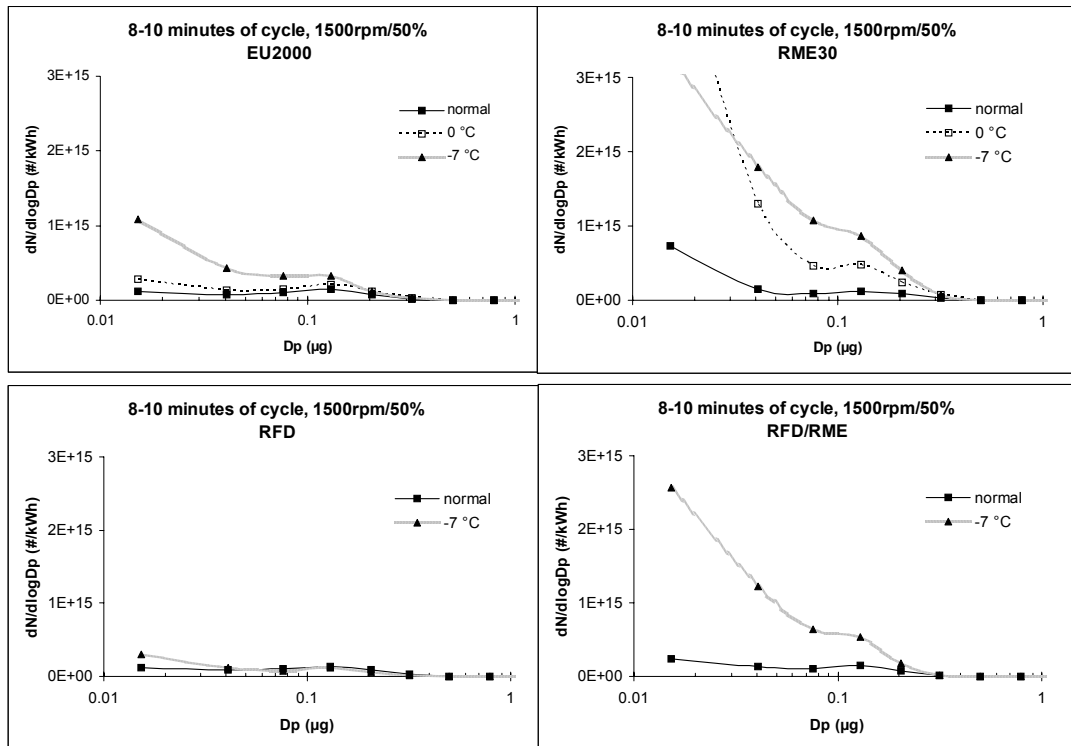 8-10 minutes of cycle, 1500rpm/50%
EU2000
dN/dlogDp (#/kWh)
3E+15
2E+15
1E+15
0E+00
normal
0 °C
-7 °C
0.01
0.1
1
Dp (µg)
8-10 minutes of cycle, 1500rpm/50%
RME30
dN/dlogDp (#/kWh)
3E+15
2E+15
1E+15
0E+00
normal
0 °C
-7 °C
0.01
0.1
1
Dp (µg)
8-10 minutes of cycle, 1500rpm/50%
RFD
dN/dlogDp (#/kWh)
3E+15
2E+15
1E+15
0E+00
normal
-7 °C
0.01
0.1
1
Dp (µg)
8-10 minutes of cycle, 1500rpm/50%
RFD/RME
dN/dlogDp (#/kWh)
3E+15
2E+15
1E+15
0E+00
normal
-7 °C
0.01
0.1
1
Dp (µg)